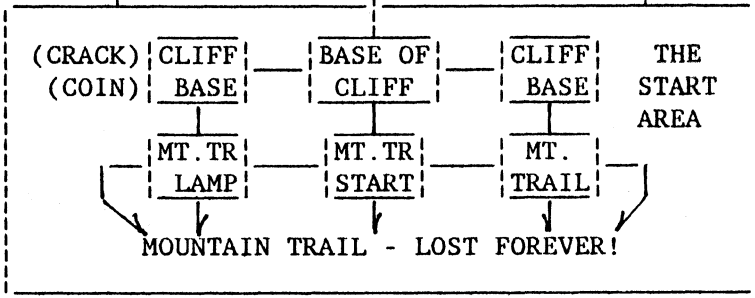 (CRACK) CLIFF BASE OF CLIFF THE
(COIN) BASE CLIFF BASE START
AREA
MT.TR MT.TR MT.
LAMP START TRAIL
MOUNTAIN TRAIL - LOST FOREVER!